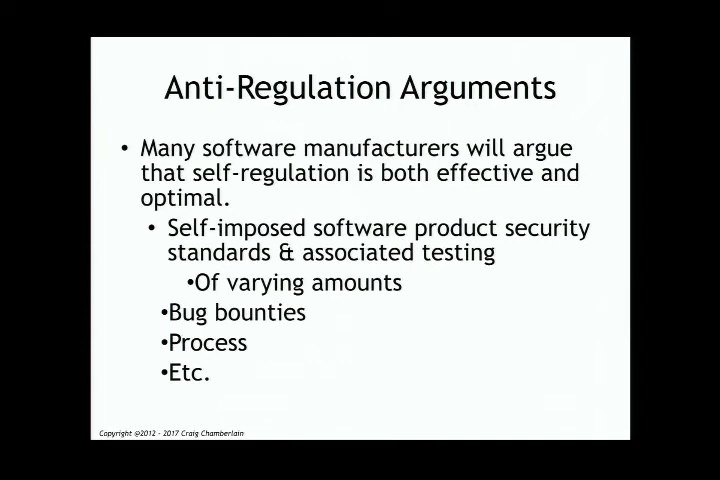 Anti-Regulation Arguments
• Many software manufacturers will argue
that self-regulation is both effective and
optimal.
• Self-imposed software product security
standards & associated testing
•Of varying amounts
•Bug bounties
•Process
•Etc.
Copyright @2012 - 2017 Craig Chamberlain